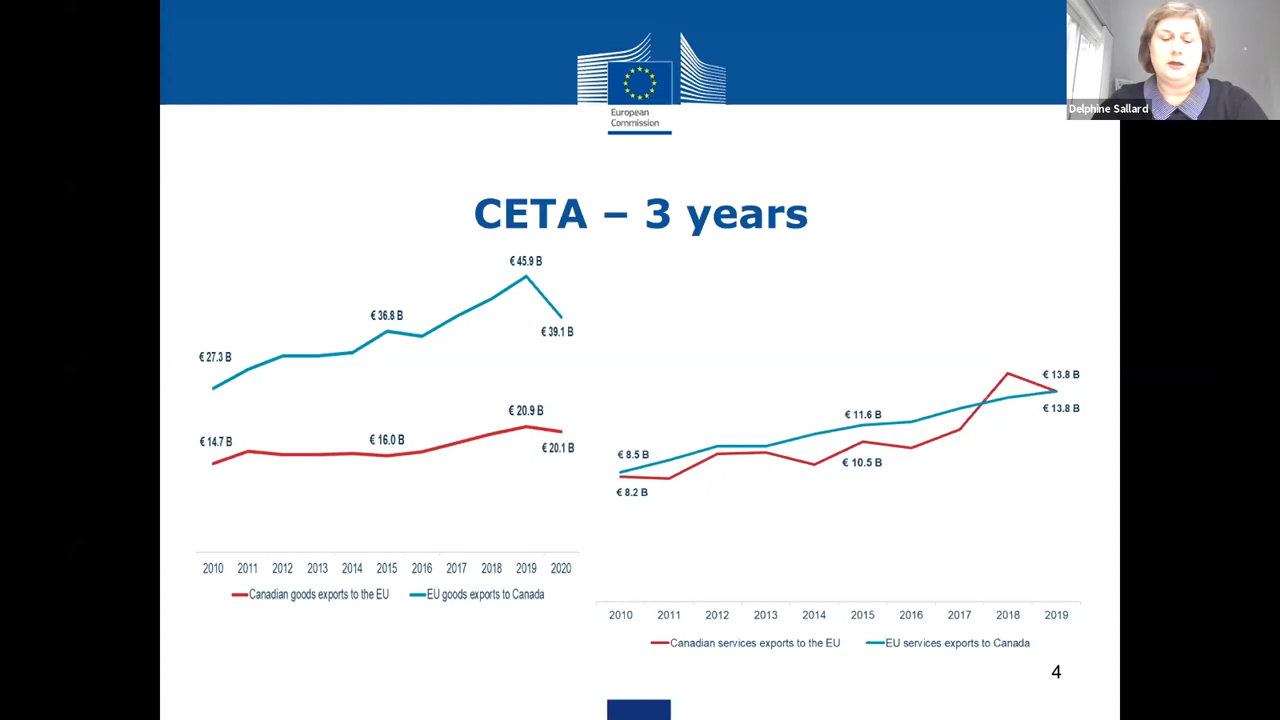 Delphine Sallard
European
Commission
CETA – 3 years
€ 45.9 B
€ 36.8 B
€ 39.1 B
€ 27.3 B
€ 20.9 B
€ 14.7 B
€ 16.0 B
€ 20.1 B
2010 2011 2012 2013 2014 2015 2016 2017 2018 2019 2020
Canadian goods exports to the EU EU goods exports to Canada
€ 13.8 B
€ 13.8 B
€ 11.6 B
€ 8.5 B
€ 10.5 B
€ 8.2 B
2010 2011 2012 2013 2014 2015 2016 2017 2018 2019
Canadian services exports to the EU EU services exports to Canada
4